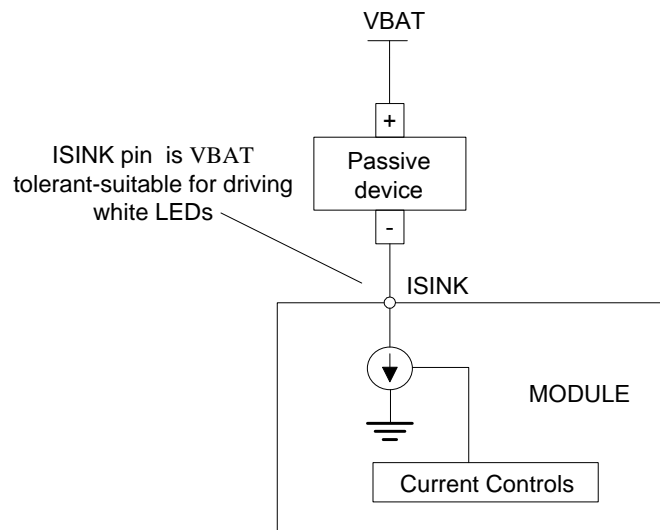 VBAT
+
Passive
device
-
ISINK pin is VBAT
tolerant-suitable for driving
white LEDs
ISINK
MODULE
Current Controls